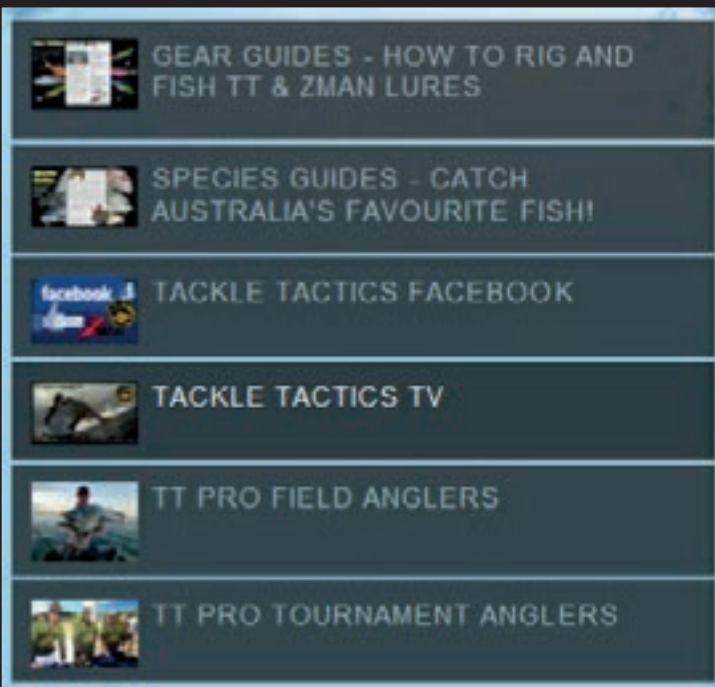 GEAR GUIDES - HOW TO RIG AND
FISH TT & ZMAN LURES
SPECIES GUIDES - CATCH
AUSTRALIA'S FAVOURITE FISH!
facebook
TACKLE TACTICS FACEBOOK
TACKLE TACTICS TV
TT PRO FIELD ANGLERS
TT PRO TOURNAMENT ANGLERS